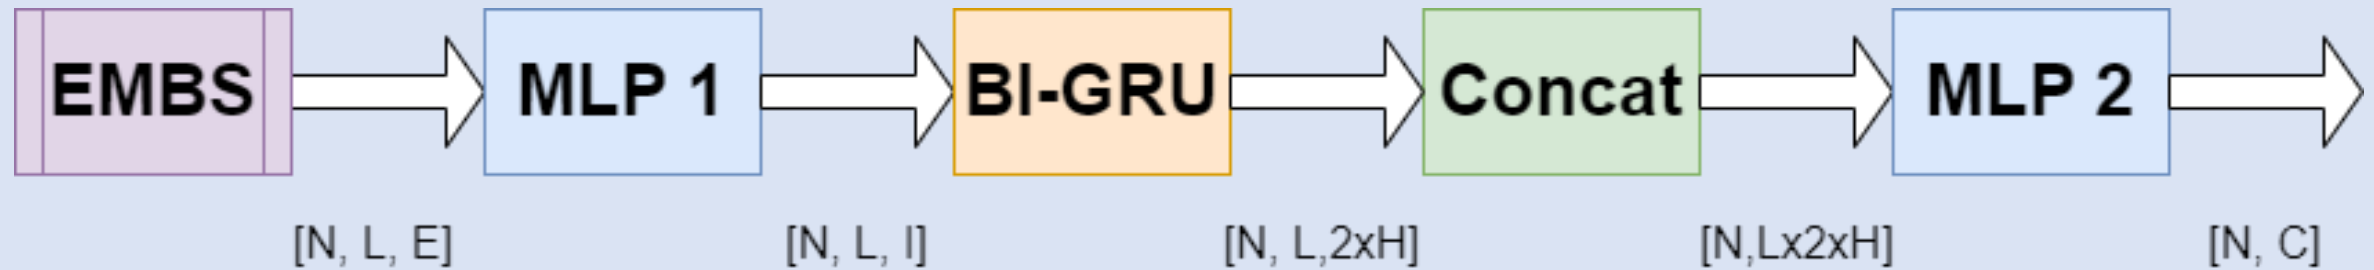 EMBS MLP 1 BI-GRU Concat MLP 2
[N, L, E] [N, L, I] [N, L,2xH] [N,Lx2xH] [N, C]